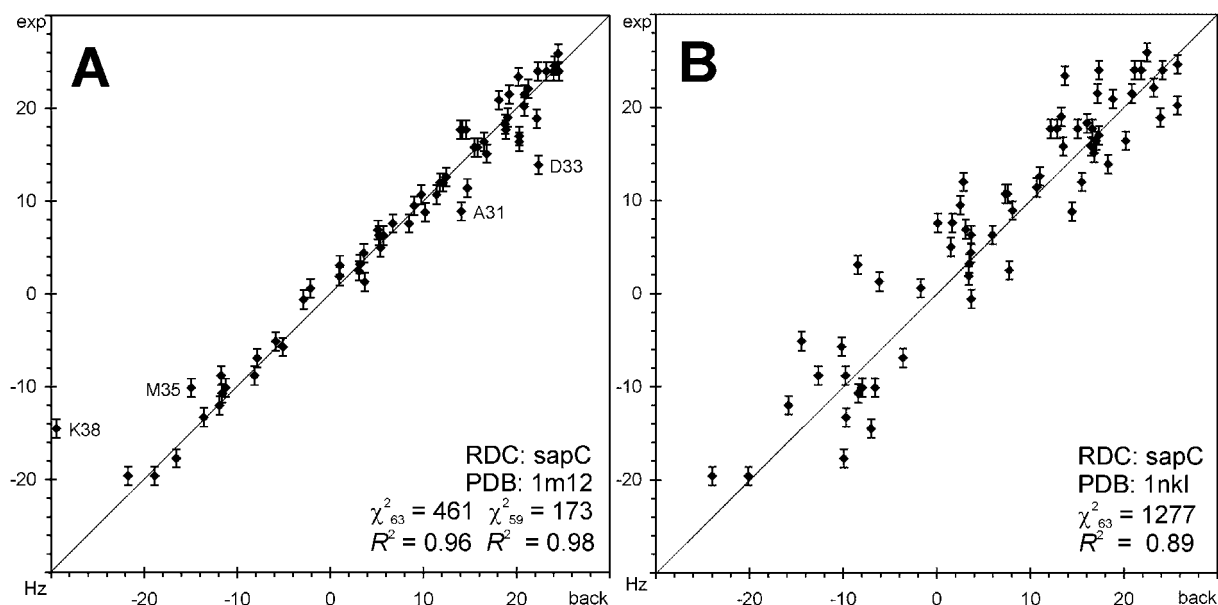 exp
A
20
10
0
-10
-20
Hz
-10
0
10
20
back
D33
A31
M35
K38
RDC: sapC
PDB: 1m12
χ²₆₃ = 461 χ²₅₉ = 173
R² = 0.96 R² = 0.98
exp
B
20
10
0
-10
-20
Hz
-20
-10
0
10
20
back
RDC: sapC
PDB: 1nkl
χ²₆₃ = 1277
R² = 0.89